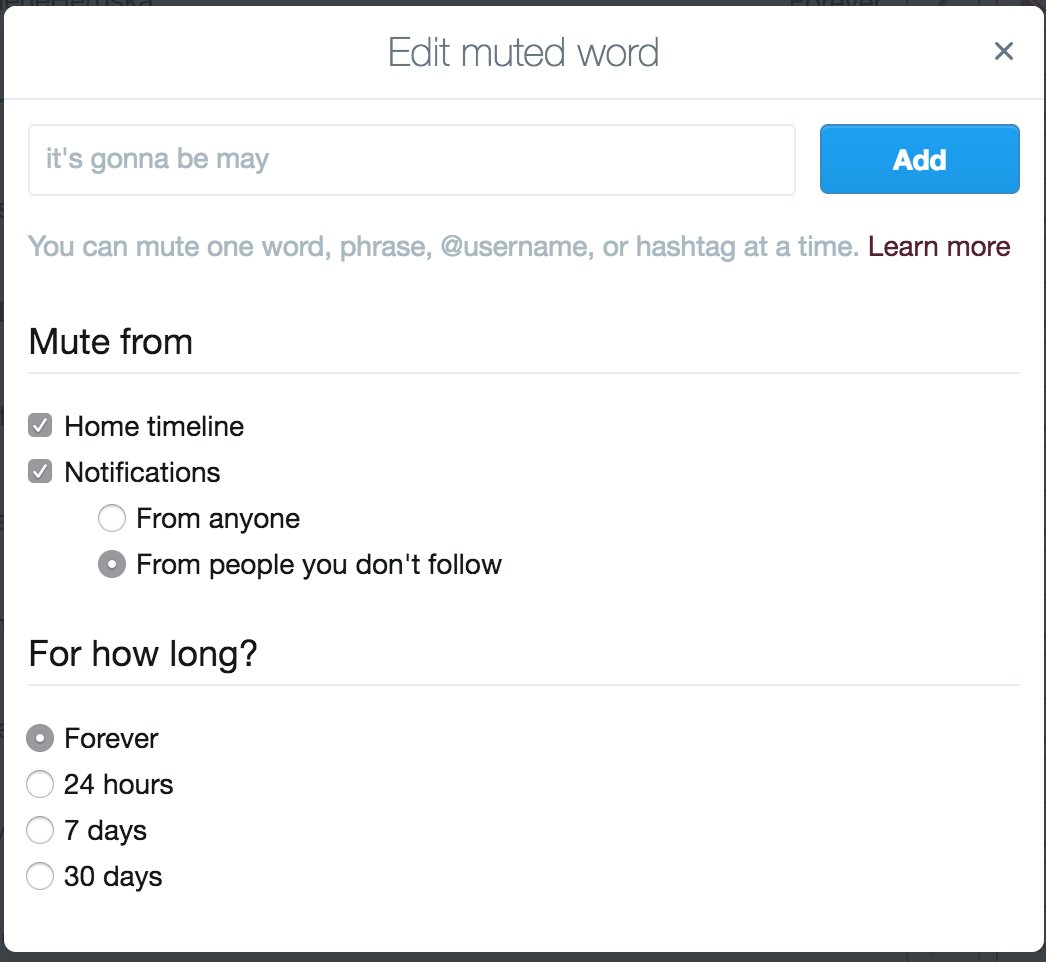 Forever
Edit muted word
it's gonna be may
Add
You can mute one word, phrase, @username, or hashtag at a time. Learn more
Mute from
Home timeline
Notifications
From anyone
From people you don't follow
For how long?
Forever
24 hours
7 days
30 days